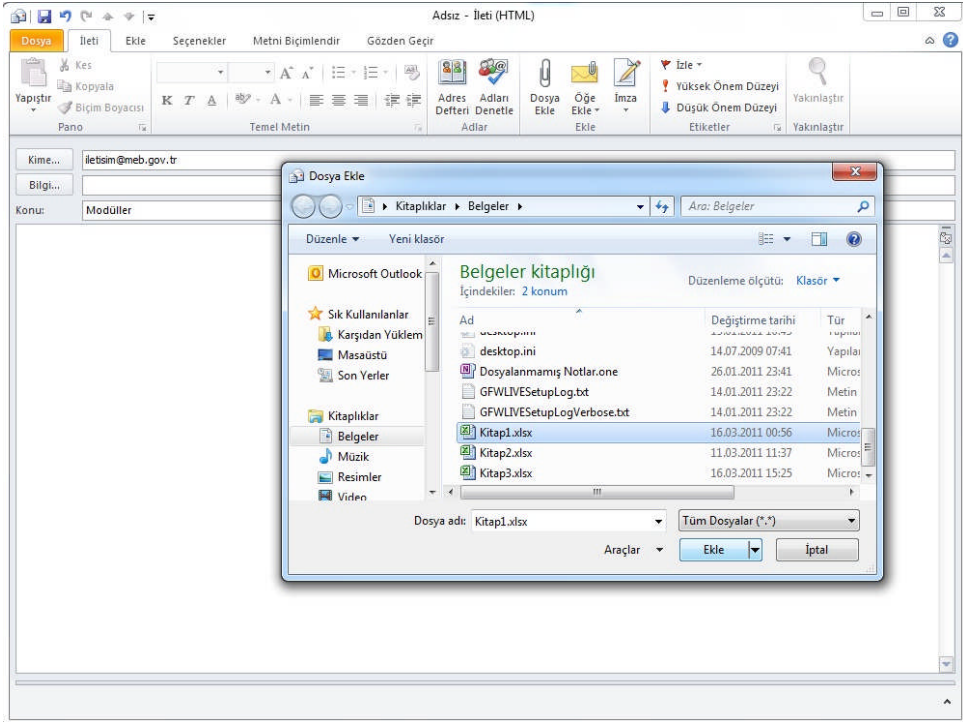 Adsız - İleti (HTML)
Dosya İleti Ekle Seçenekler Metni Biçimlendir Gözden Geçir
Yapıştır
Kes
Kopyala
Biçim Boyacısı
Pano
K T A
Temel Metin
Adres Defteri
Adları Denetle
Adlar
Dosya Ekle
Öğe Ekle
İmza
Ekle
İzle
Yüksek Önem Düzeyi
Düşük Önem Düzeyi
Etiketler
Yakınlaştır
Yakınlaştır
Kime... iletisim@meb.gov.tr
Bilgi...
Konu: Modüller
Dosya Ekle
Kitaplıklar Belgeler
Ara: Belgeler
Düzenle Yeni klasör
Microsoft Outlook
Sık Kullanılanlar
Karşıdan Yüklem
Masaüstü
Son Yerler
Kitaplıklar
Belgeler
Müzik
Resimler
Video
Belgeler kitaplığı
İçindekiler: 2 konum
Düzenleme ölçütü: Klasör
Ad Değiştirme tarihi Tür
desktop.ini
desktop.ini 14.07.2009 07:41 Yapılaı
Dosyalanmamış Notlar.one 26.01.2011 23:41 Micros
GFWLIVESetupLog.txt 14.01.2011 23:22 Metin
GFWLIVESetupLogVerbose.txt 14.01.2011 23:22 Metin
Kitap1.xlsx 16.03.2011 00:56 Micros
Kitap2.xlsx 11.03.2011 11:37 Micros
Kitap3.xlsx 16.03.2011 15:25 Micros
Dosya adı: Kitap1.xlsx Tüm Dosyalar (*.*)
Araçlar Ekle İptal